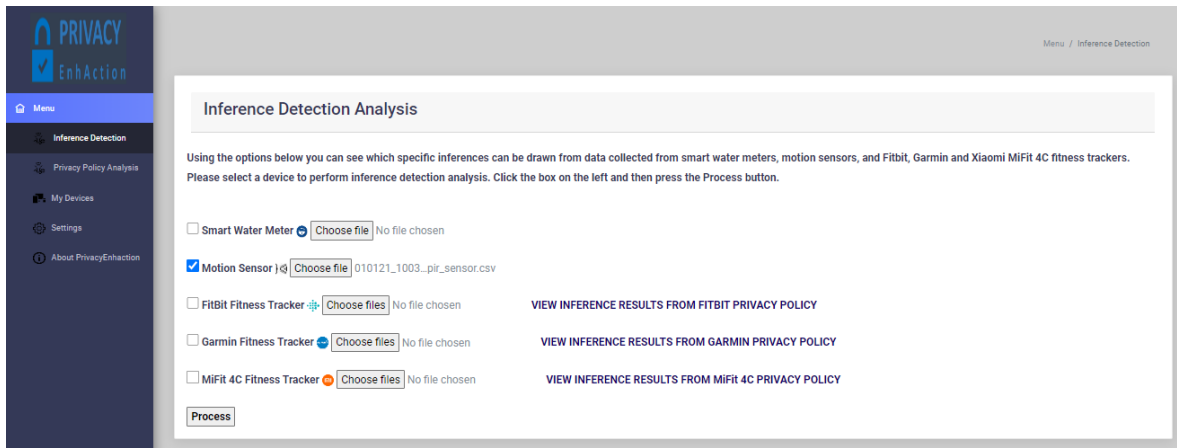 PRIVACY
EnhAction
Menu / Inference Detection
Menu
Inference Detection
Privacy Policy Analysis
My Devices
Settings
About PrivacyEnhaction
Inference Detection Analysis
Using the options below you can see which specific inferences can be drawn from data collected from smart water meters, motion sensors, and Fitbit, Garmin and Xiaomi MiFit 4C fitness trackers.
Please select a device to perform inference detection analysis. Click the box on the left and then press the Process button.
Smart Water Meter Choose file No file chosen
Motion Sensor Choose file 010121_1003...pir_sensor.csv
FitBit Fitness Tracker Choose files No file chosen VIEW INFERENCE RESULTS FROM FITBIT PRIVACY POLICY
Garmin Fitness Tracker Choose files No file chosen VIEW INFERENCE RESULTS FROM GARMIN PRIVACY POLICY
MiFit 4C Fitness Tracker Choose files No file chosen VIEW INFERENCE RESULTS FROM MiFit 4C PRIVACY POLICY
Process